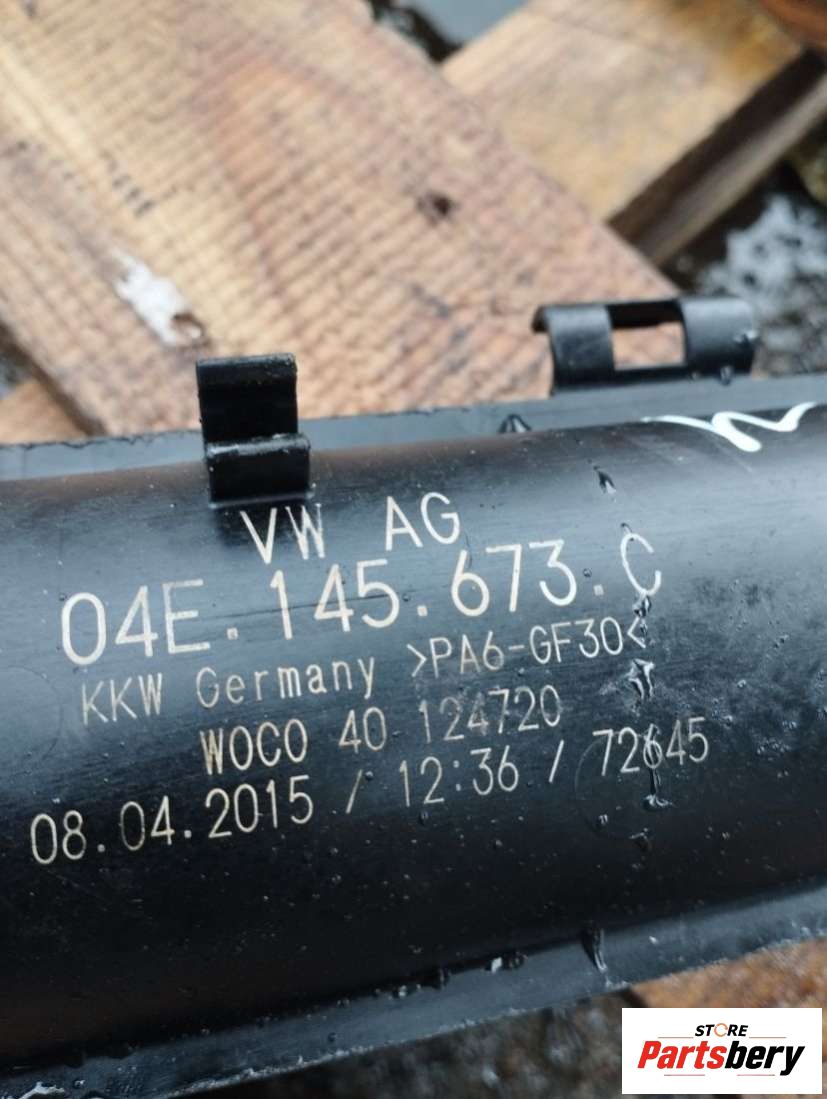 VW AG
04E.145.673.C
KKW Germany >PA6-GF30<
WOCO 40 124720
08.04.2015 / 12:36 / 72645
STORE
Partsbery